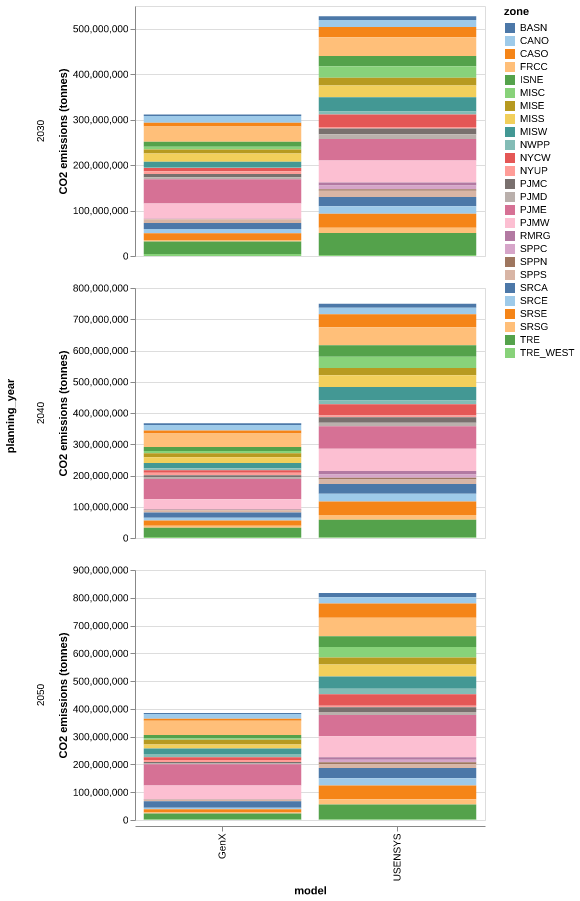 zone
BASN
CANO
CASO
FRCC
ISNE
MISC
MISE
MISS
MISW
NWPP
NYCW
NYUP
PJMC
PJMD
PJME
PJMW
RMRG
SPPC
SPPN
SPPS
SRCA
SRCE
SRSE
SRSG
TRE
TRE_WEST
planning_year
2030
CO2 emissions (tonnes)
500,000,000
400,000,000
300,000,000
200,000,000
100,000,000
0
2040
CO2 emissions (tonnes)
800,000,000
700,000,000
600,000,000
500,000,000
400,000,000
300,000,000
200,000,000
100,000,000
0
2050
CO2 emissions (tonnes)
900,000,000
800,000,000
700,000,000
600,000,000
500,000,000
400,000,000
300,000,000
200,000,000
100,000,000
0
GenX
USENSYS
model